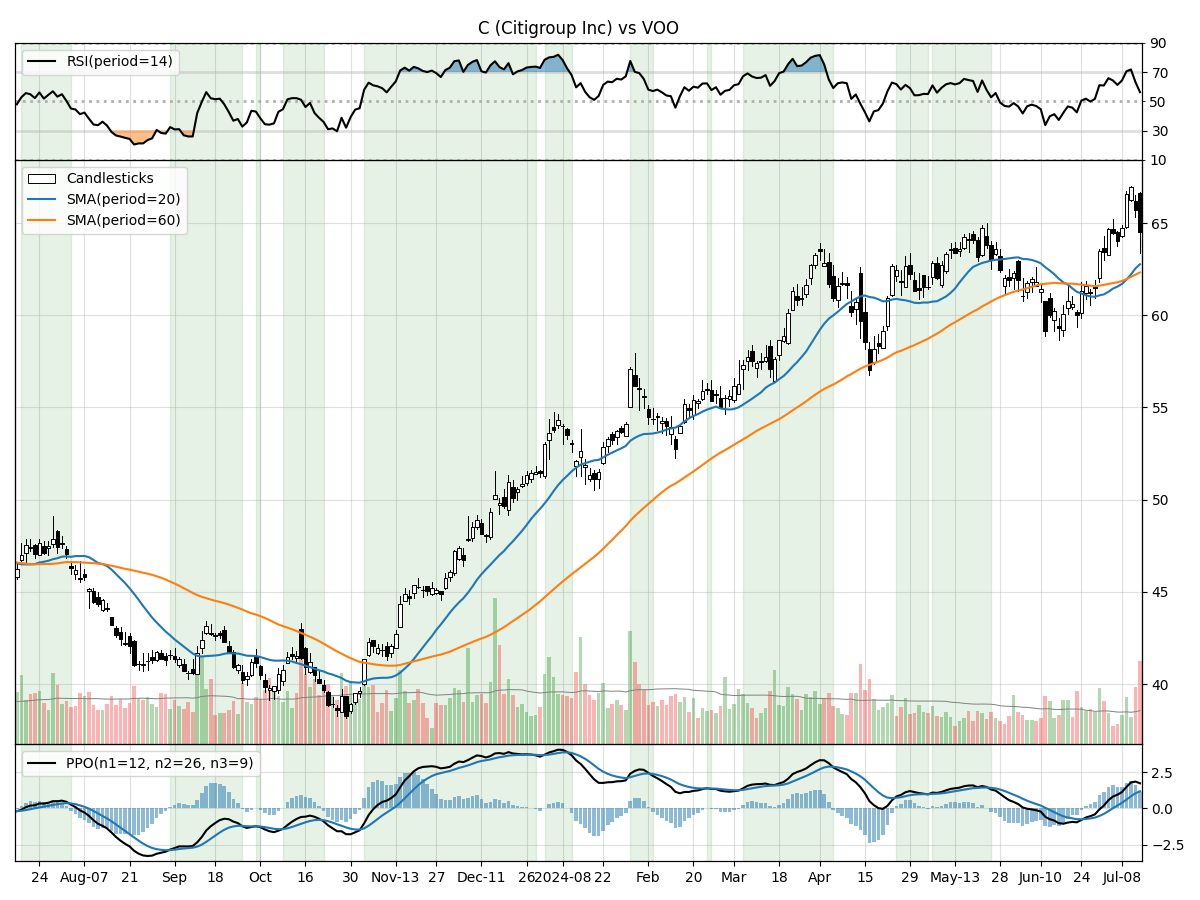 C (Citigroup Inc) vs VOO
RSI(period=14)
90
70
50
30
10
Candlesticks
SMA(period=20)
SMA(period=60)
65
60
55
50
45
40
PPO(n1=12, n2=26, n3=9)
2.5
0.0
−2.5
24 Aug-07 21 Sep 18 Oct 16 30 Nov-13 27 Dec-11 26 2024-08 22 Feb 20 Mar 18 Apr 15 29 May-13 28 Jun-10 24 Jul-08